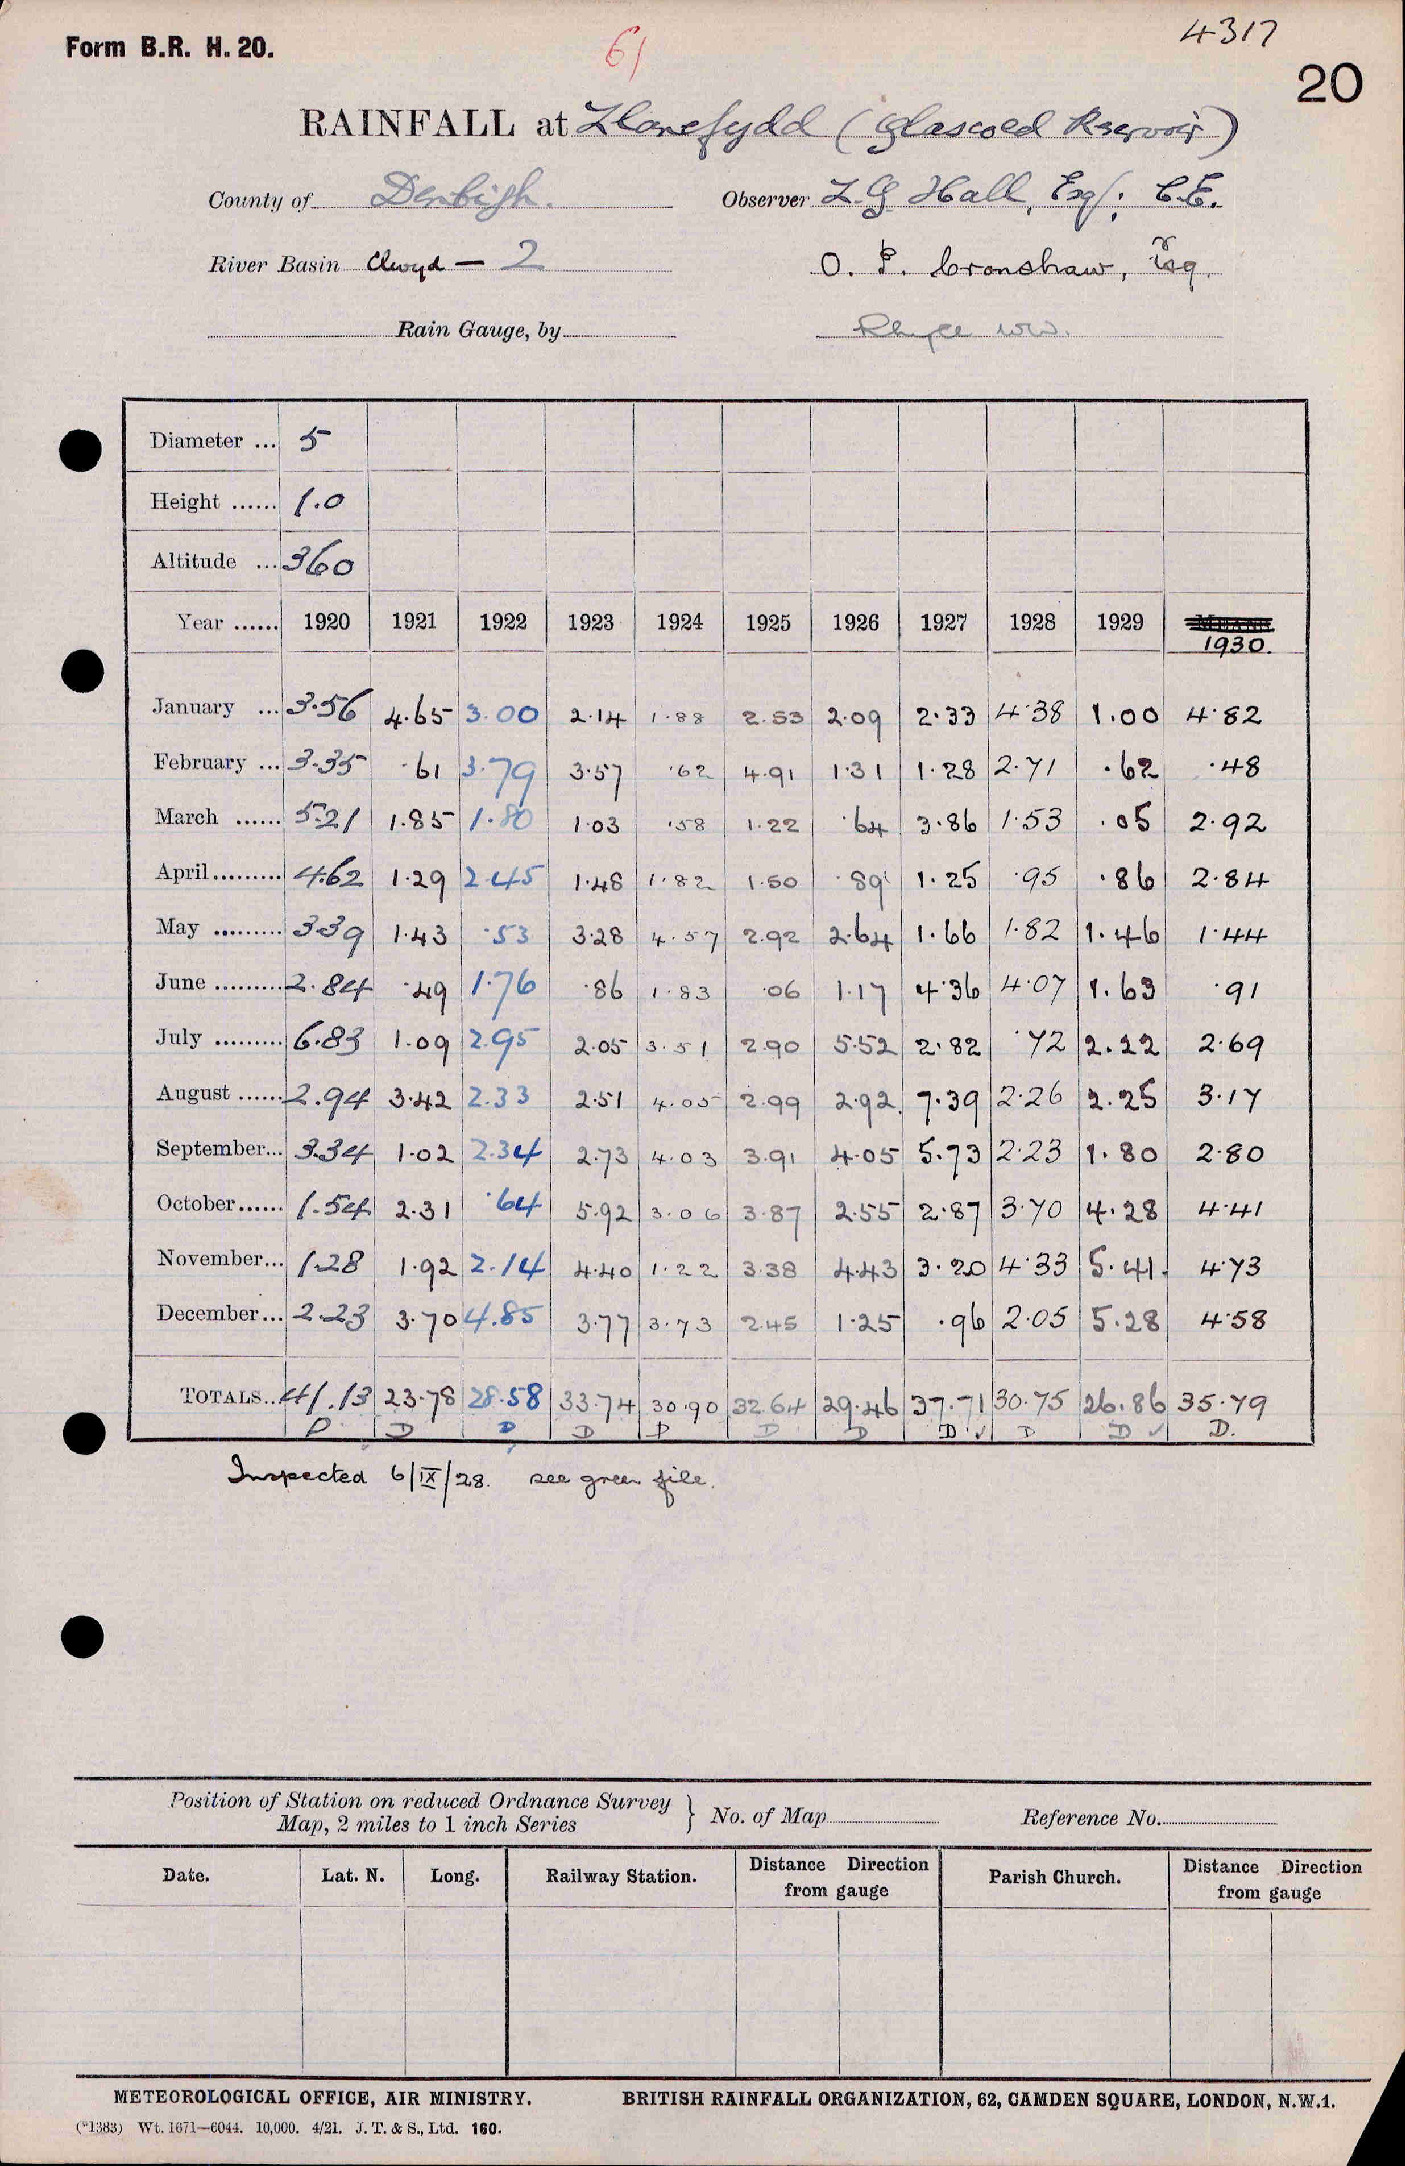 Form B.R. H. 20.
61
4317
20
RAINFALL at Llanefydd (Glascoed Reservoir)
County of Denbigh. Observer L. G Hall, Esq; C.E.
River Basin Clwyd — 2 O. P. Cronshaw, Esq.
Rain Gauge, by
Diameter ... 5
Height ...... 1.0
Altitude ... 360
Year ...... 1920 1921 1922 1923 1924 1925 1926 1927 1928 1929 1930.
January ... 3.56 4.65 3.00 2.14 1.88 2.53 2.09 2.33 4.38 1.00 4.82
February ... 3.35 .61 3.79 3.57 .62 4.91 1.31 1.28 2.71 .62 .48
March ...... 5.21 1.85 1.80 1.03 .58 1.22 .64 3.86 1.53 .05 2.92
April ......... 4.62 1.29 2.45 1.48 1.82 1.50 .89 1.25 .95 .86 2.84
May ......... 3.39 1.43 .53 3.28 4.57 2.92 2.64 1.66 1.82 1.46 1.44
June ......... 2.84 .49 1.76 .86 1.83 .06 1.17 4.36 4.07 1.63 .91
July ......... 6.83 1.09 2.95 2.05 3.51 2.90 5.52 2.82 .72 2.22 2.69
August ...... 2.94 3.42 2.33 2.51 4.05 2.99 2.92 7.39 2.26 2.25 3.17
September... 3.34 1.02 2.34 2.73 4.03 3.91 4.05 5.73 2.23 1.80 2.80
October ...... 1.54 2.31 .64 5.92 3.06 3.87 2.55 2.87 3.70 4.28 4.41
November... 1.28 1.92 2.14 4.40 1.22 3.38 4.43 3.20 4.33 5.41 4.73
December... 2.23 3.70 4.85 3.77 3.73 2.45 1.25 .96 2.05 5.28 4.58
TOTALS.. 41.13 23.78 28.58 33.74 30.90 32.64 29.46 37.71 30.75 26.86 35.79
D D D D D D D D ✓ D D ✓ D.
Inspected 6/IX/28. see green file.
Position of Station on reduced Ordnance Survey
Map, 2 miles to 1 inch Series } No. of Map Reference No.
Date. Lat. N. Long. Railway Station. Distance Direction from gauge Parish Church. Distance Direction from gauge
METEOROLOGICAL OFFICE, AIR MINISTRY. BRITISH RAINFALL ORGANIZATION, 62, CAMDEN SQUARE, LONDON, N.W.1.
(*1383) Wt. 1671—6044. 10,000. 4/21. J. T. & S., Ltd. 160.